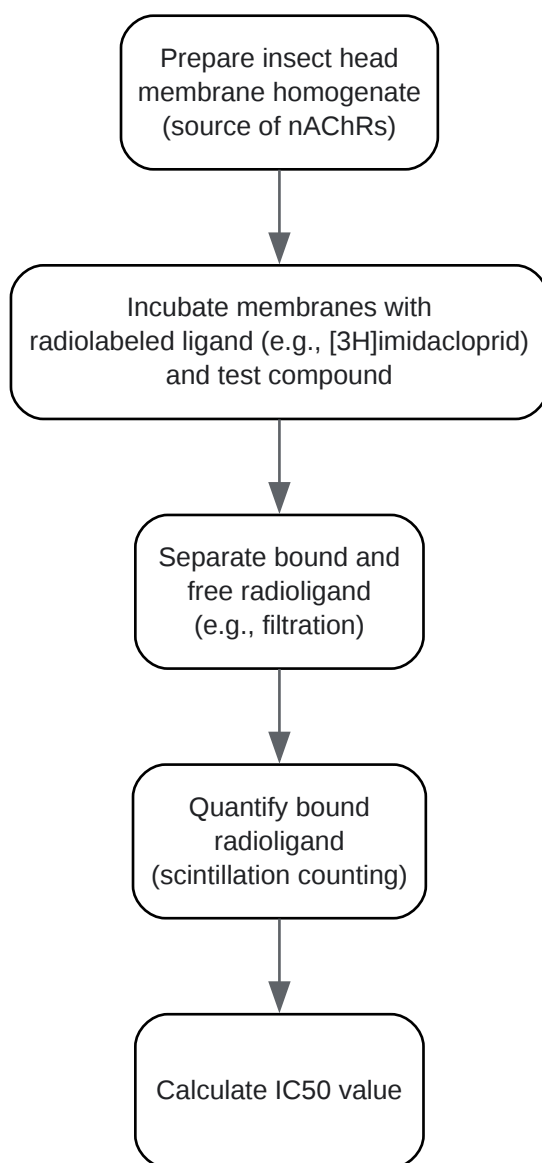 Prepare insect head
membrane homogenate
(source of nAChRs)
Incubate membranes with
radiolabeled ligand (e.g., [3H]imidacloprid)
and test compound
Separate bound and
free radioligand
(e.g., filtration)
Quantify bound
radioligand
(scintillation counting)
Calculate IC50 value